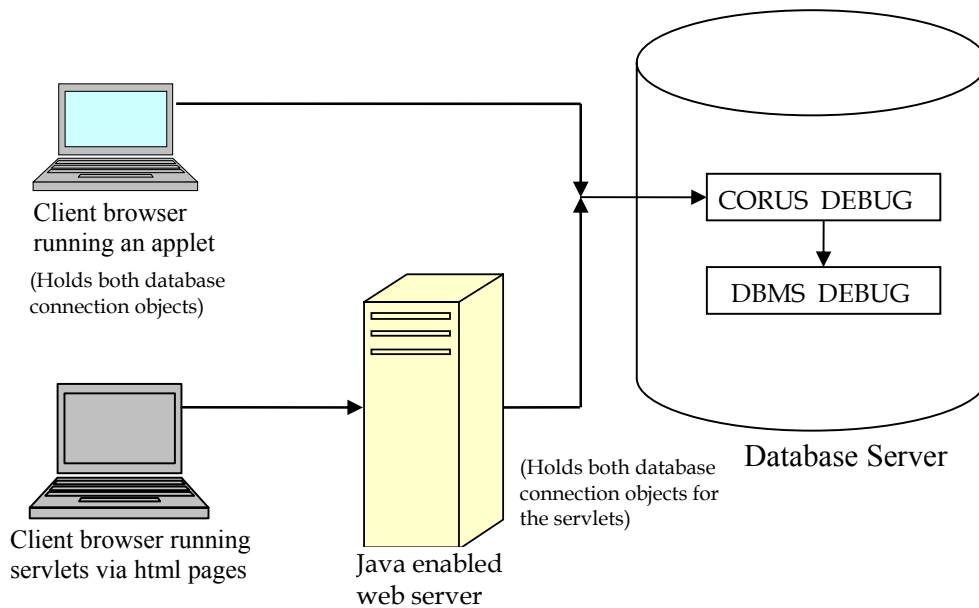 Client browser
running an applet
(Holds both database
connection objects)
CORUS DEBUG
DBMS DEBUG
Database Server
(Holds both database
connection objects for
the servlets)
Client browser running
servlets via html pages
Java enabled
web server